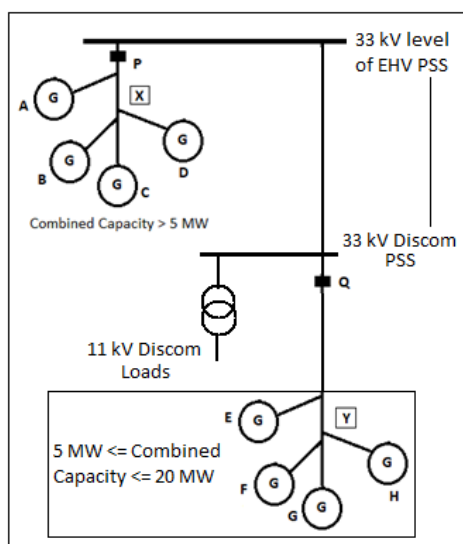 33 kV level
of EHV PSS
P
A
G
X
G
B
G
C
G
D
Combined Capacity > 5 MW
33 kV Discom
PSS
Q
11 kV Discom
Loads
E
G
Y
5 MW <= Combined
Capacity <= 20 MW
G
H
F
G
G
G